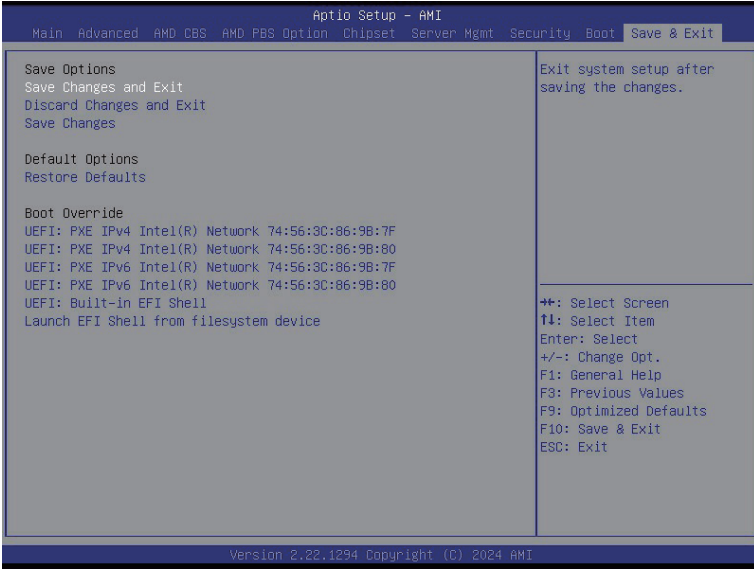 Aptio Setup - AMI
Main Advanced AMD CBS AMD PBS Option Chipset Server Mgmt Security Boot Save & Exit
Save Options
Save Changes and Exit
Discard Changes and Exit
Save Changes
Default Options
Restore Defaults
Boot Override
UEFI: PXE IPv4 Intel(R) Network 74:56:3C:86:9B:7F
UEFI: PXE IPv4 Intel(R) Network 74:56:3C:86:9B:80
UEFI: PXE IPv6 Intel(R) Network 74:56:3C:86:9B:7F
UEFI: PXE IPv6 Intel(R) Network 74:56:3C:86:9B:80
UEFI: Built-in EFI Shell
Launch EFI Shell from filesystem device
Exit system setup after
saving the changes.
→←: Select Screen
↑↓: Select Item
Enter: Select
+/-: Change Opt.
F1: General Help
F3: Previous Values
F9: Optimized Defaults
F10: Save & Exit
ESC: Exit
Version 2.22.1294 Copyright (C) 2024 AMI